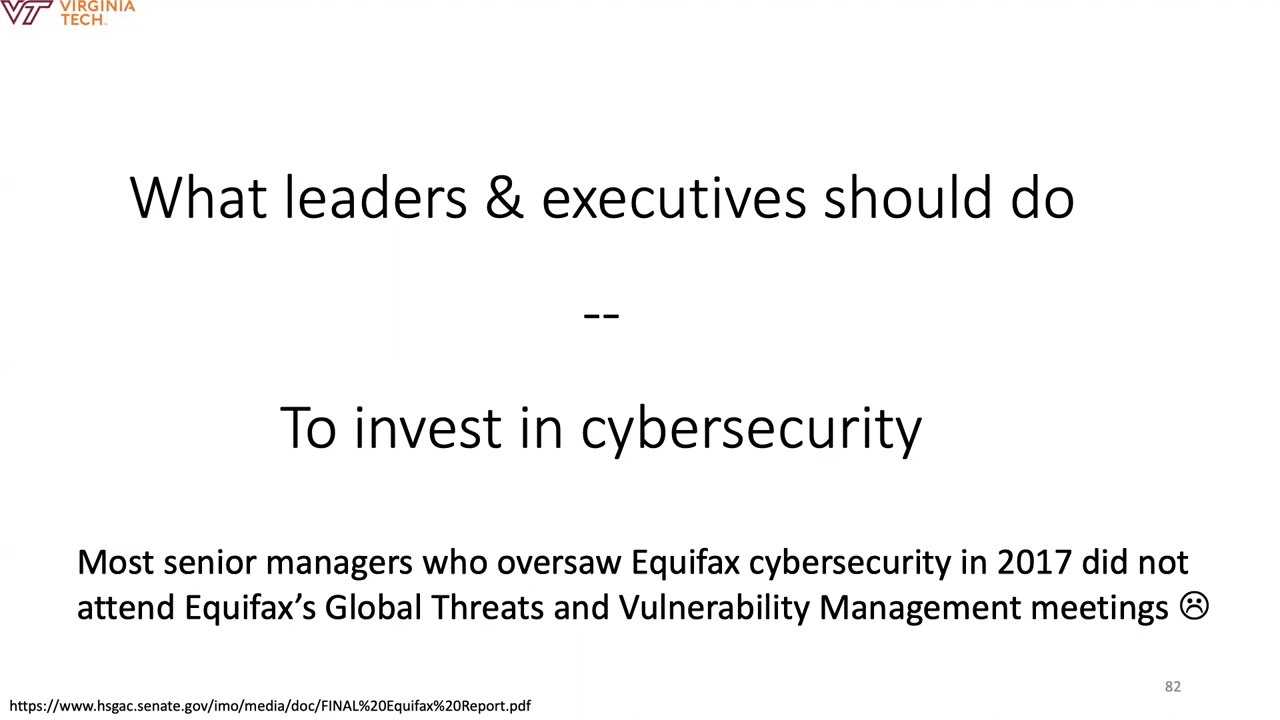 VT VIRGINIA
TECH
What leaders & executives should do
--
To invest in cybersecurity
Most senior managers who oversaw Equifax cybersecurity in 2017 did not
attend Equifax’s Global Threats and Vulnerability Management meetings ☹
82
https://www.hsgac.senate.gov/imo/media/doc/FINAL%20Equifax%20Report.pdf